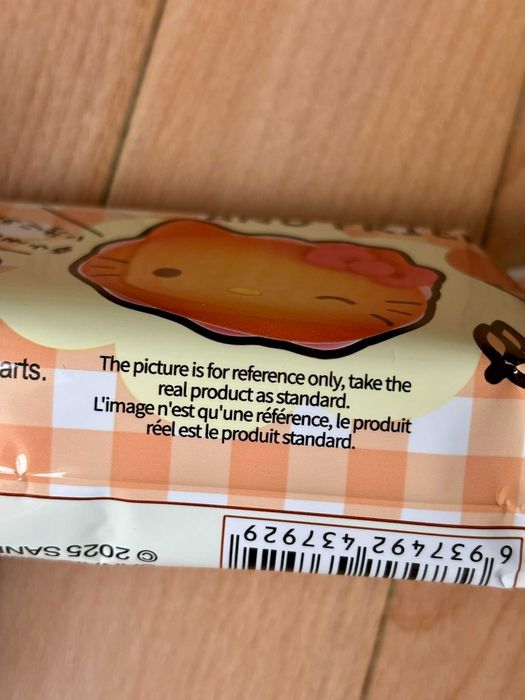 arts.
The picture is for reference only, take the
real product as standard.
L'image n'est qu'une référence, le produit
réel est le produit standard.
6 937492 437929
© 2025